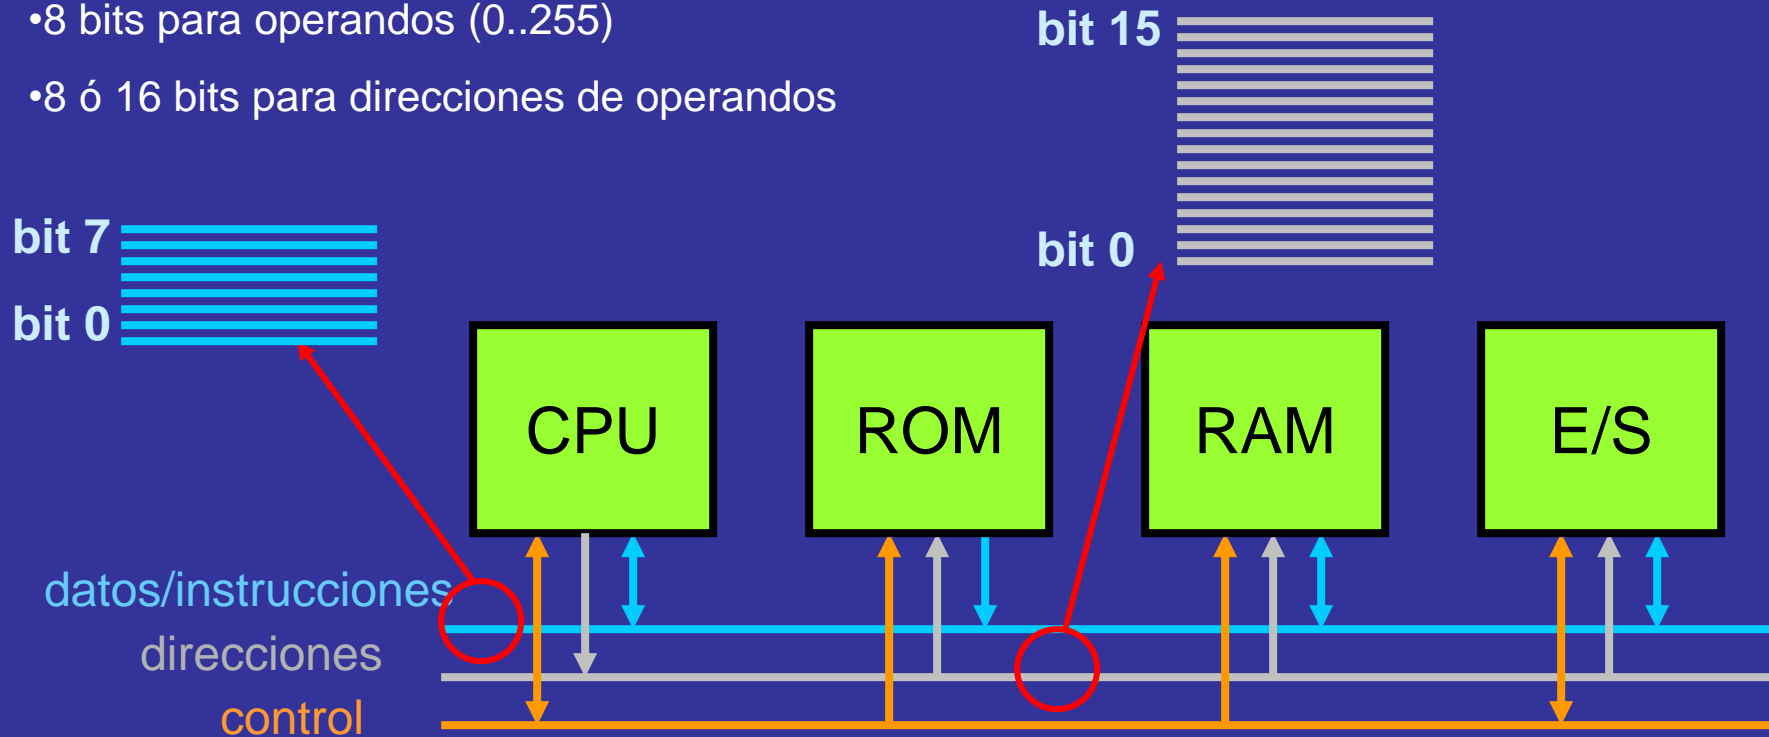 •8 bits para operandos (0..255)
•8 ó 16 bits para direcciones de operandos
bit 15
bit 0
bit 7
bit 0
CPU
ROM
RAM
E/S
datos/instrucciones
direcciones
control